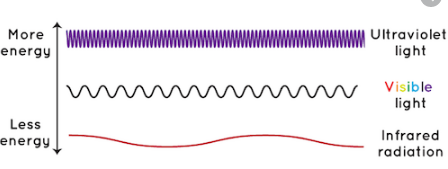 More
energy
Ultraviolet
light
Visible
light
Less
energy
Infrared
radiation